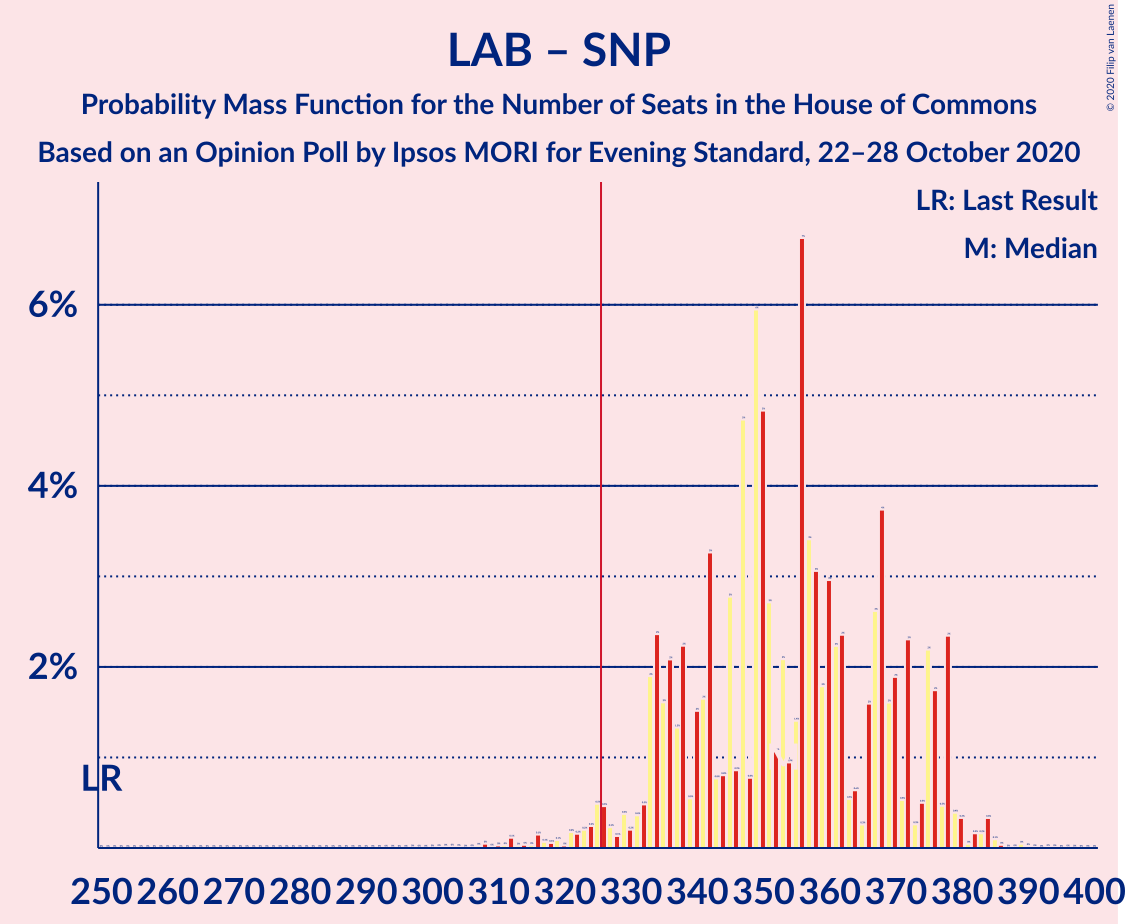 LAB – SNP
Probability Mass Function for the Number of Seats in the House of Commons
Based on an Opinion Poll by Ipsos MORI for Evening Standard, 22–28 October 2020
© 2020 Filip van Laenen
LR: Last Result
M: Median
6%
4%
2%
LR
250 260 270 280 290 300 310 320 330 340 350 360 370 380 390 400